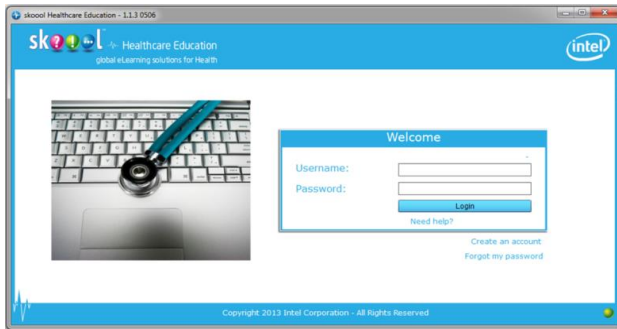 skoool Healthcare Education - 1.1.3 0506
skoool Healthcare Education
global eLearning solutions for Health
intel
Welcome
Username:
Password:
Login
Need help?
Create an account
Forgot my password
Copyright 2013 Intel Corporation - All Rights Reserved